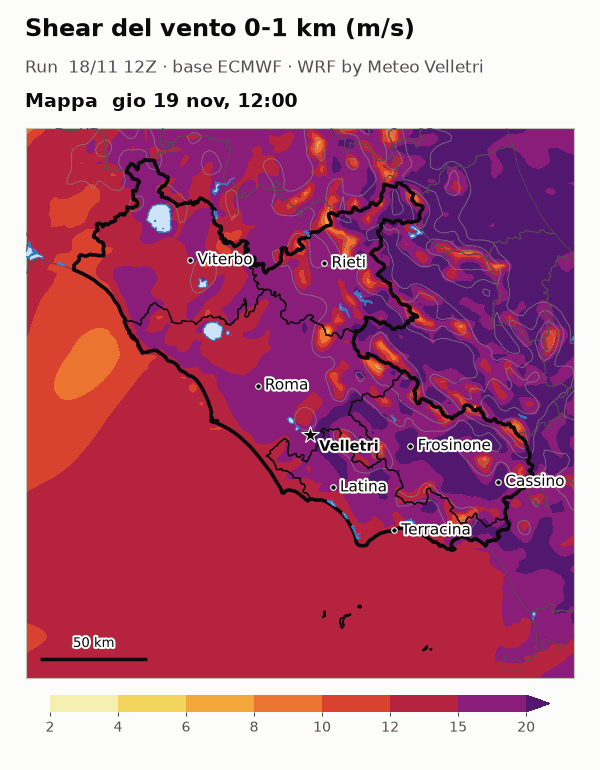 Shear del vento 0-1 km (m/s)
Run  18/11 12Z · base ECMWF · WRF by Meteo Velletri
Mappa  gio 19 nov, 12:00
Viterbo
Rieti
Roma
Velletri
Frosinone
Latina
Cassino
Terracina
50 km
2 4 6 8 10 12 15 20